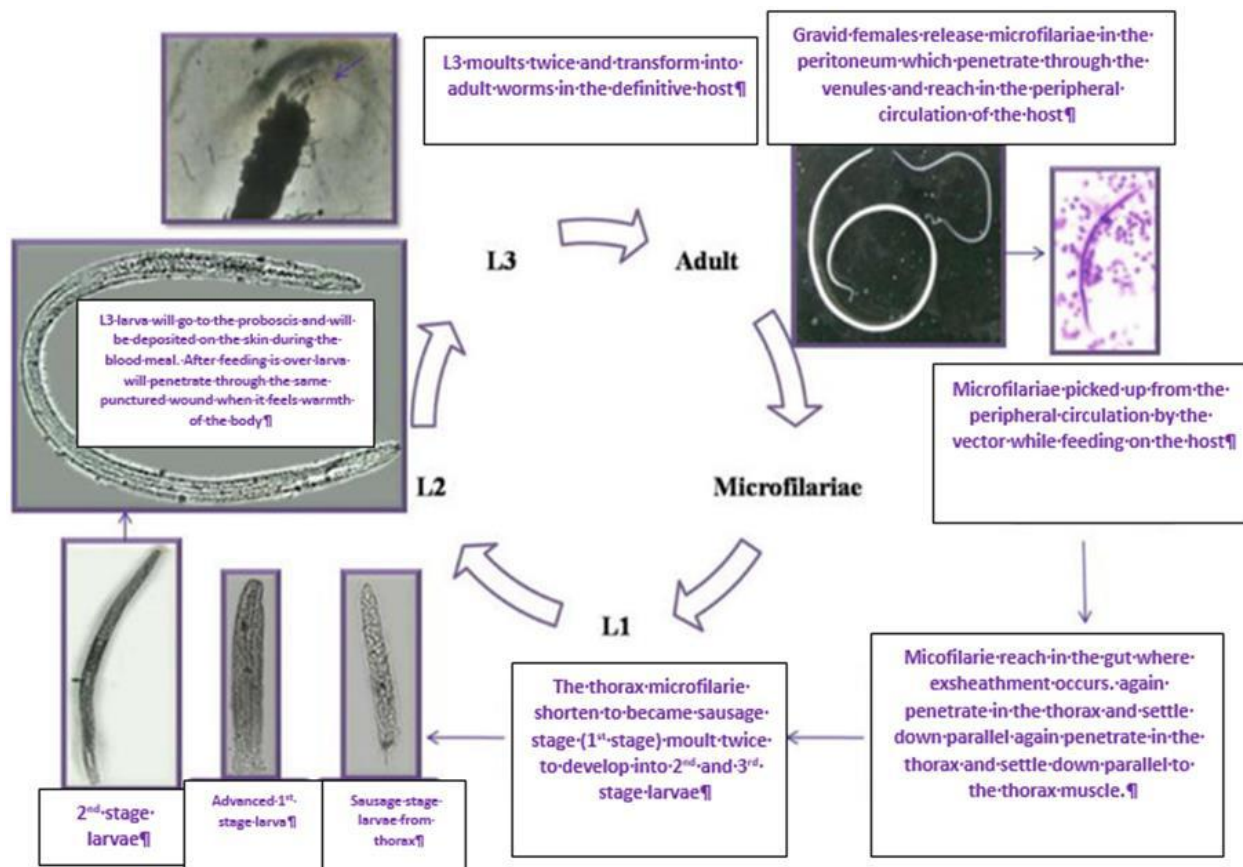 L3·moults·twice·and·transform·into·
adult·worms·in·the·definitive·host¶
Gravid·females·release·microfilariae·in·the·
peritoneum·which·penetrate·through·the·
venules·and·reach·in·the·peripheral·
circulation·of·the·host¶
L3
Adult
L3·larva·will·go·to·the·proboscis·and·will·
be·deposited·on·the·skin·during·the·
blood·meal.·After·feeding·is·over·larva·
will·penetrate·through·the·same·
punctured·wound·when·it·feels·warmth·
of·the·body¶
Microfilariae·picked·up·from·the·
peripheral·circulation·by·the·
vector·while·feeding·on·the·host¶
L2
Microfilariae
L1
Micofilarie·reach·in·the·gut·where·
exsheathment·occurs.·again·
penetrate·in·the·thorax·and·settle·
down·parallel·again·penetrate·in·the·
thorax·and·settle·down·parallel·to·
the·thorax·muscle.¶
The·thorax·microfilarie·
shorten·to·became·sausage·
stage·(1st·stage)·moult·twice·
to·develop·into·2nd·and·3rd·
stage·larvae¶
2nd·stage·
larvae¶
Advanced·1st·
stage·larva¶
Sausage·stage·
larvae·from·
thorax¶